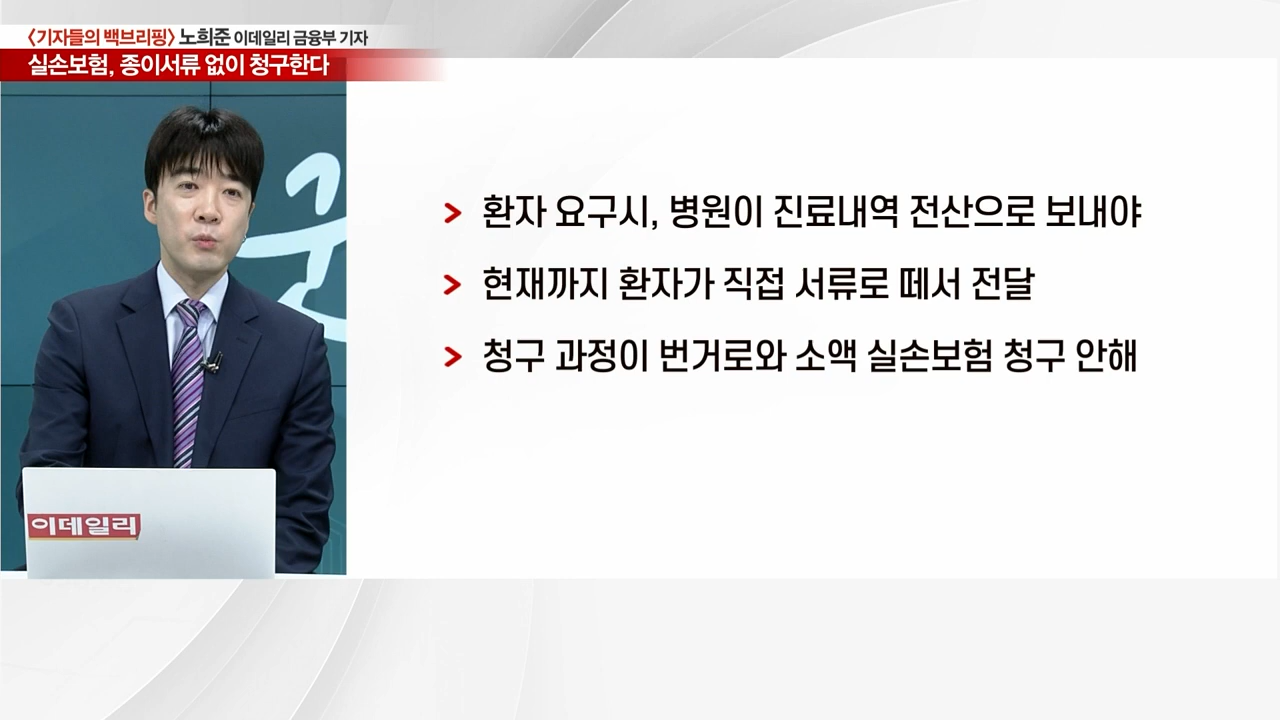 <기자들의 백브리핑> 노희준 이데일리 금융부 기자
실손보험, 종이서류 없이 청구한다
> 환자 요구시, 병원이 진료내역 전산으로 보내야
> 현재까지 환자가 직접 서류로 떼서 전달
> 청구 과정이 번거로와 소액 실손보험 청구 안해
이데일리